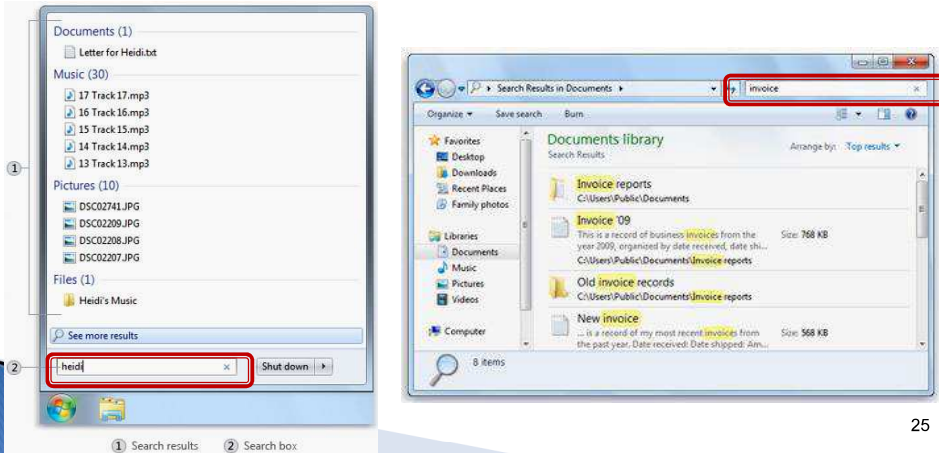 Documents (1)
Letter for Heidi.txt
Music (30)
17 Track 17.mp3
16 Track 16.mp3
15 Track 15.mp3
14 Track 14.mp3
13 Track 13.mp3
Pictures (10)
DSC02741.JPG
DSC02209.JPG
DSC02208.JPG
DSC02207.JPG
Files (1)
Heidi's Music
See more results
heidi
Shut down
1
2
1 Search results 2 Search box
Search Results in Documents
invoice
Organize Save search Burn
Favorites
Desktop
Downloads
Recent Places
Family photos
Libraries
Documents
Music
Pictures
Videos
Computer
Documents library
Search Results
Arrange by: Top results
Invoice reports
C:\Users\Public\Documents
Invoice '09
This is a record of business invoices from the
year 2009, organized by date received, date shi...
C:\Users\Public\Documents\Invoice reports
Size: 768 KB
Old invoice records
C:\Users\Public\Documents\Invoice reports
New invoice
... is a record of my most recent invoices from
the past year. Date received: Date shipped: Am...
Size: 568 KB
8 items
25